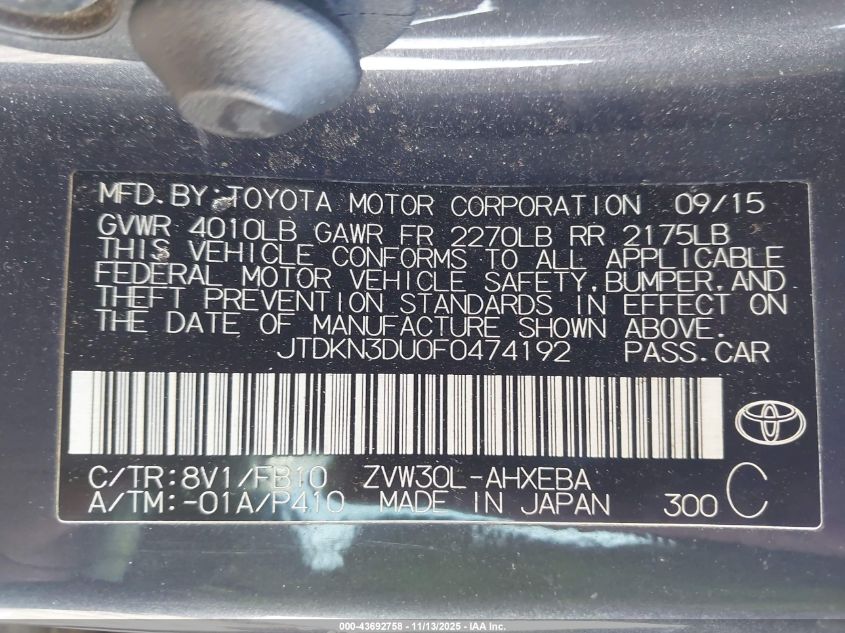 MFD.BY:TOYOTA MOTOR CORPORATION 09/15
GVWR 4010LB GAWR FR 2270LB RR 2175LB
THIS VEHICLE CONFORMS TO ALL APPLICABLE
FEDERAL MOTOR VEHICLE SAFETY,BUMPER,AND
THEFT PREVENTION STANDARDS IN EFFECT ON
THE DATE OF MANUFACTURE SHOWN ABOVE.
JTDKN3DU0F0474192 PASS.CAR
C/TR:8V1/FB10 ZVW30L-AHXEBA
A/TM:-01A/P410 MADE IN JAPAN 300 C
000-43692758 - 11/13/2025 - IAA Inc.